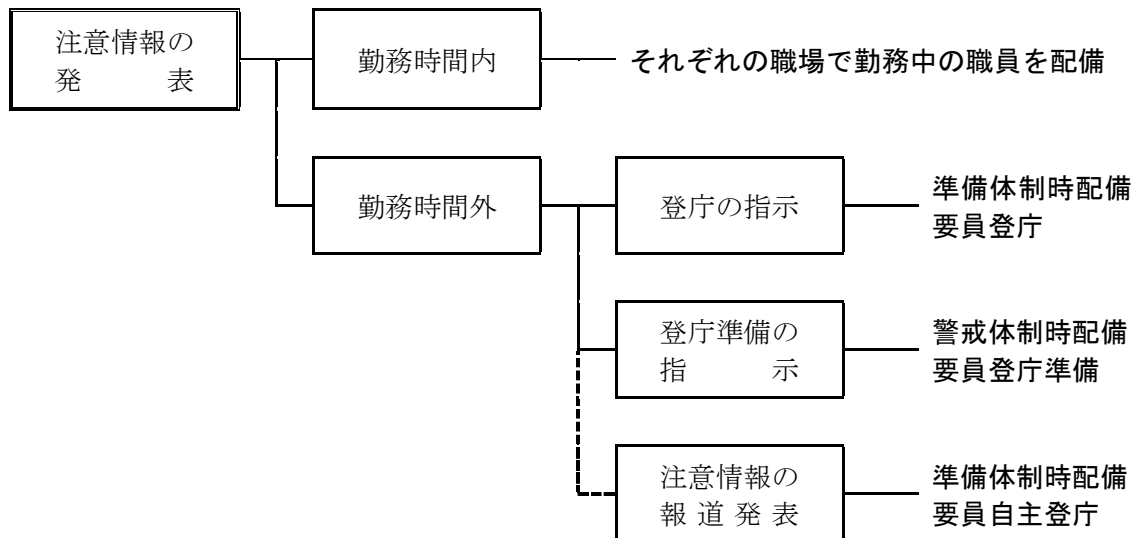 注意情報の
発　　　表
勤務時間内
それぞれの職場で勤務中の職員を配備
勤務時間外
登庁の指示
準備体制時配備
要員登庁
登庁準備の
指　　　示
警戒体制時配備
要員登庁準備
注意情報の
報道発表
準備体制時配備
要員自主登庁